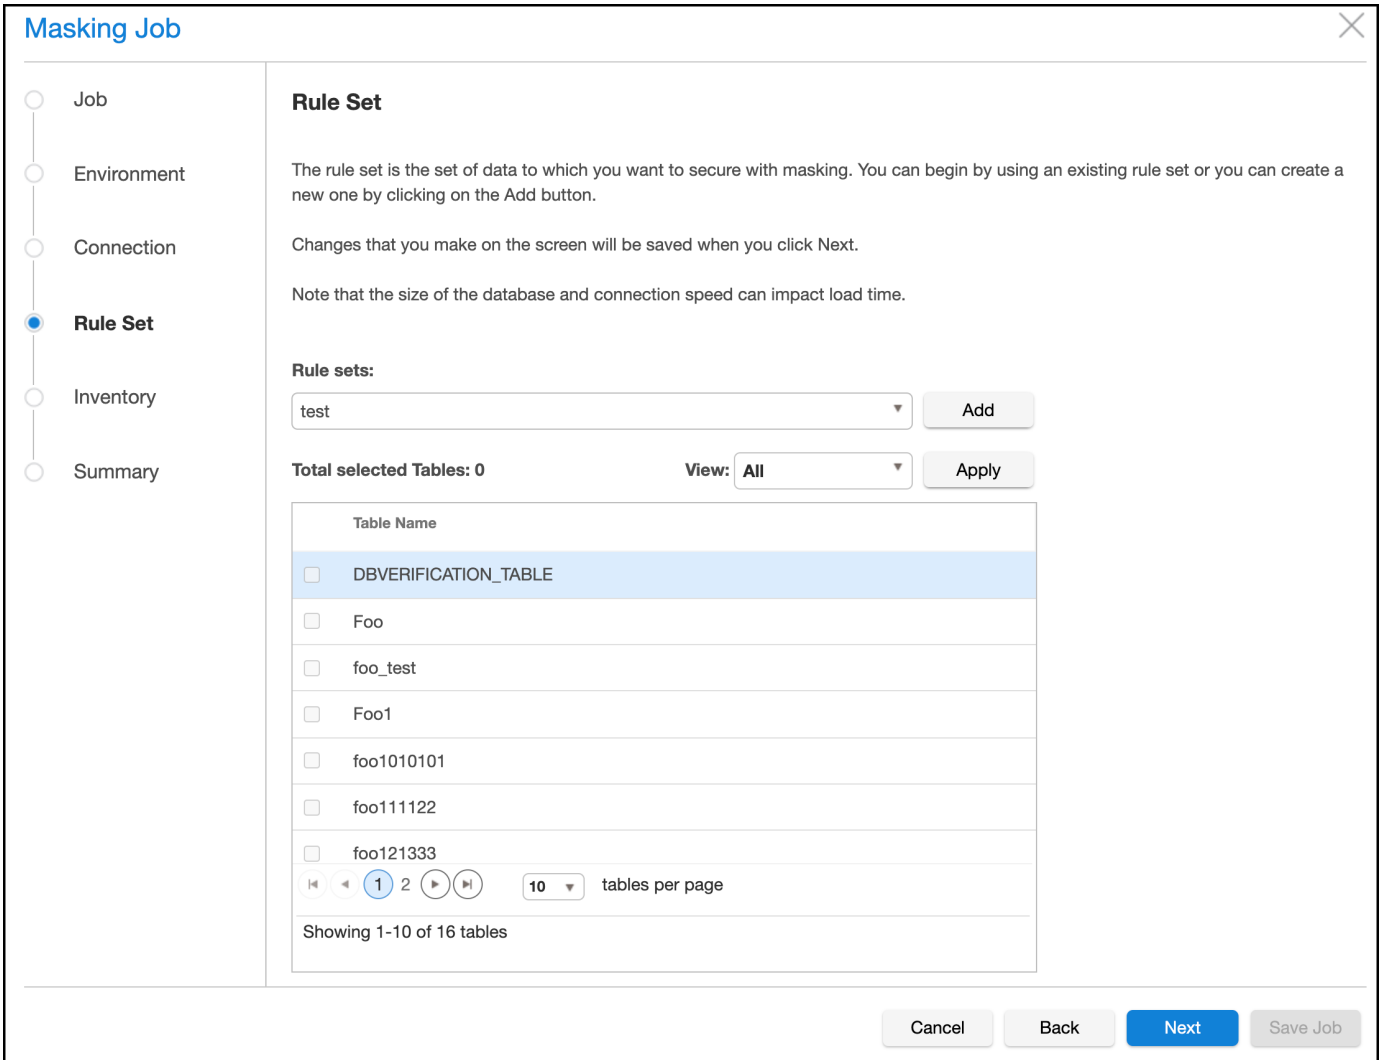 Masking Job
Job
Environment
Connection
Rule Set
Inventory
Summary
Rule Set
The rule set is the set of data to which you want to secure with masking. You can begin by using an existing rule set or you can create a
new one by clicking on the Add button.
Changes that you make on the screen will be saved when you click Next.
Note that the size of the database and connection speed can impact load time.
Rule sets:
test
Add
Total selected Tables: 0
View: All
Apply
Table Name
DBVERIFICATION_TABLE
Foo
foo_test
Foo1
foo1010101
foo111122
foo121333
1 2 10 tables per page
Showing 1-10 of 16 tables
Cancel Back Next Save Job